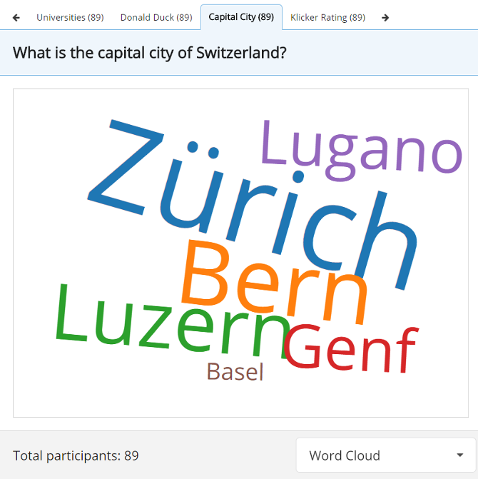 Universities (89) Donald Duck (89) Capital City (89) Klicker Rating (89)
What is the capital city of Switzerland?
Lugano
Zürich
Bern
Luzern
Genf
Basel
Total participants: 89 Word Cloud